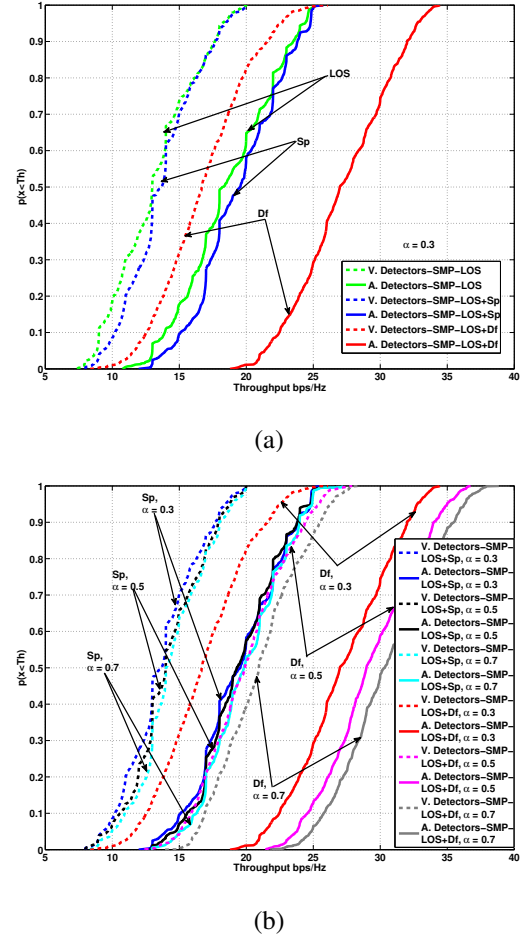 1
0.9
0.8
0.7
0.6
0.5
0.4
0.3
0.2
0.1
0
p(x<Th)
LOS
Sp
Df
α = 0.3
V. Detectors−SMP−LOS
A. Detectors−SMP−LOS
V. Detectors−SMP−LOS+Sp
A. Detectors−SMP−LOS+Sp
V. Detectors−SMP−LOS+Df
A. Detectors−SMP−LOS+Df
5 10 15 20 25 30 35 40
Throughput bps/Hz
(a)
1
0.9
0.8
0.7
0.6
0.5
0.4
0.3
0.2
0.1
0
p(x<Th)
Sp,
α = 0.3
Sp,
α = 0.5
Sp,
α = 0.7
Df,
α = 0.3
Df,
α = 0.5
Df,
α = 0.7
V. Detectors−SMP−
LOS+Sp, α = 0.3
A. Detectors−SMP−
LOS+Sp, α = 0.3
V. Detectors−SMP−
LOS+Sp, α = 0.5
A. Detectors−SMP−
LOS+Sp, α = 0.5
V. Detectors−SMP−
LOS+Sp, α = 0.7
A. Detectors−SMP−
LOS+Sp, α = 0.7
V. Detectors−SMP−
LOS+Df, α = 0.3
A. Detectors−SMP−
LOS+Df, α = 0.3
V. Detectors−SMP−
LOS+Df, α = 0.5
A. Detectors−SMP−
LOS+Df, α = 0.5
V. Detectors−SMP−
LOS+Df, α = 0.7
A. Detectors−SMP−
LOS+Df, α = 0.7
5 10 15 20 25 30 35 40
Throughput bps/Hz
(b)